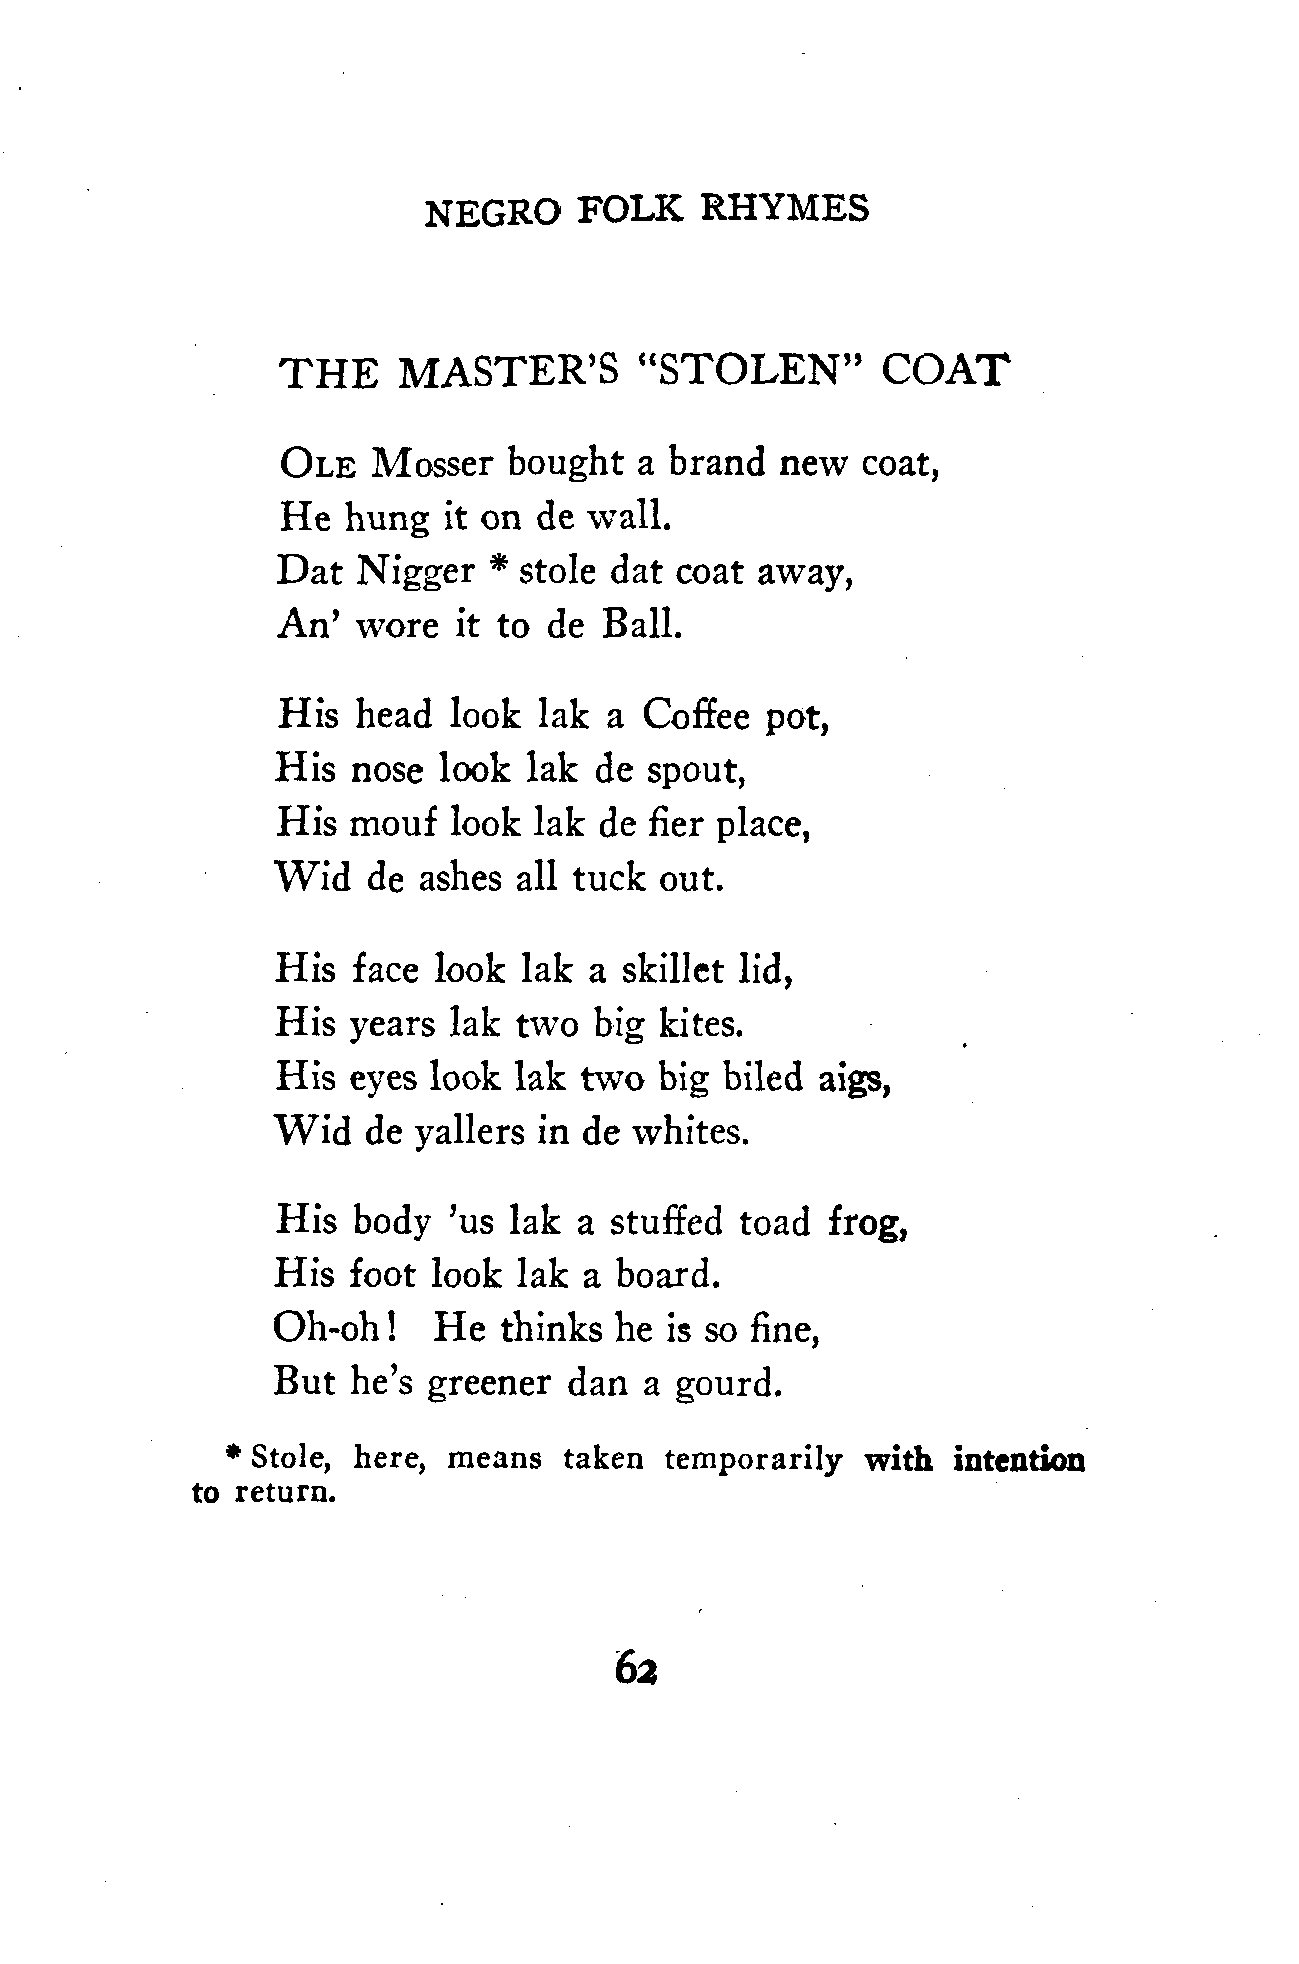 NEGRO FOLK RHYMES
THE MASTER'S "STOLEN" COAT
OLE Mosser bought a brand new coat,
He hung it on de wall.
Dat Nigger * stole dat coat away,
An' wore it to de Ball.
His head look lak a Coffee pot,
His nose look lak de spout,
His mouf look lak de fier place,
Wid de ashes all tuck out.
His face look lak a skillet lid,
His years lak two big kites.
His eyes look lak two big biled aigs,
Wid de yallers in de whites.
His body 'us lak a stuffed toad frog,
His foot look lak a board.
Oh-oh! He thinks he is so fine,
But he's greener dan a gourd.
* Stole, here, means taken temporarily with intention
to return.
62